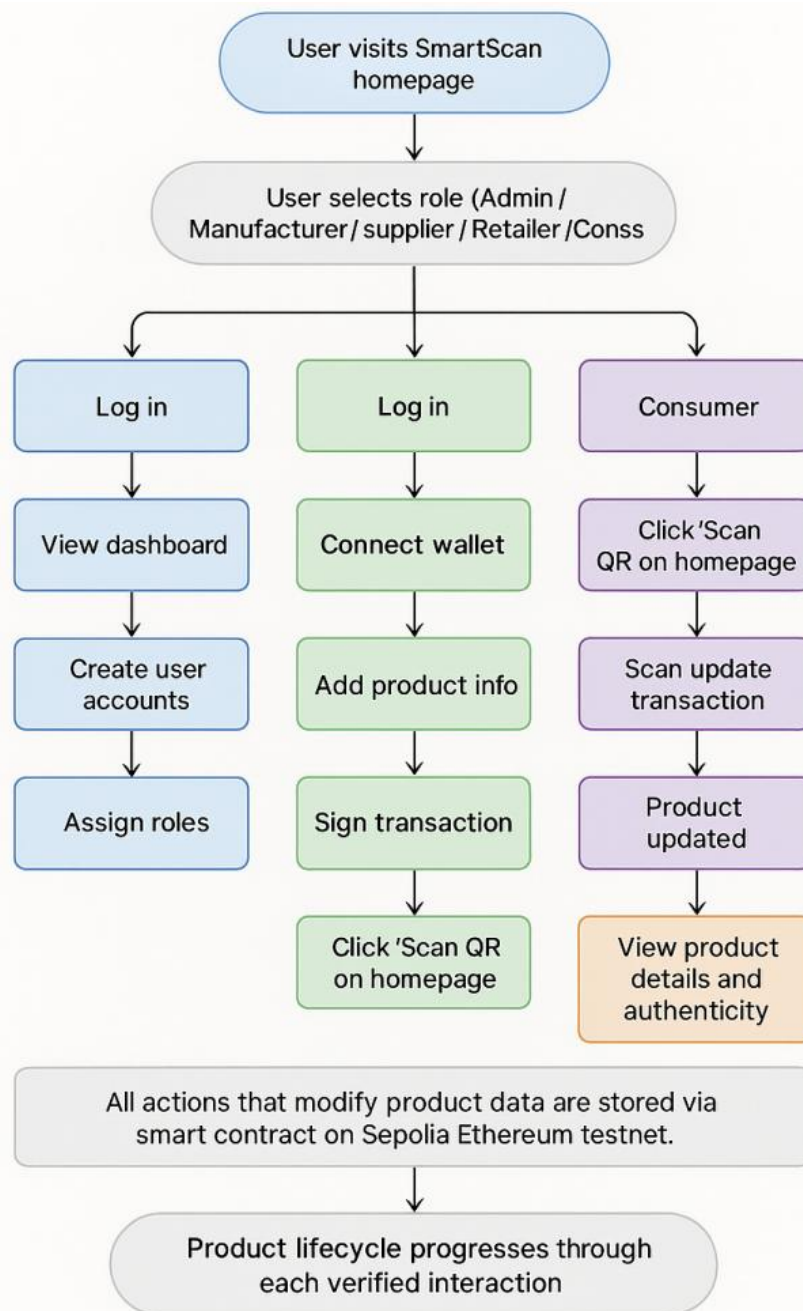 User visits SmartScan
homepage
User selects role (Admin /
Manufacturer / supplier / Retailer /Conss
Log in
View dashboard
Create user
accounts
Assign roles
Log in
Connect wallet
Add product info
Sign transaction
Click 'Scan QR
on homepage
Consumer
Click 'Scan
QR on homepage
Scan update
transaction
Product
updated
View product
details and
authenticity
All actions that modify product data are stored via
smart contract on Sepolia Ethereum testnet.
Product lifecycle progresses through
each verified interaction